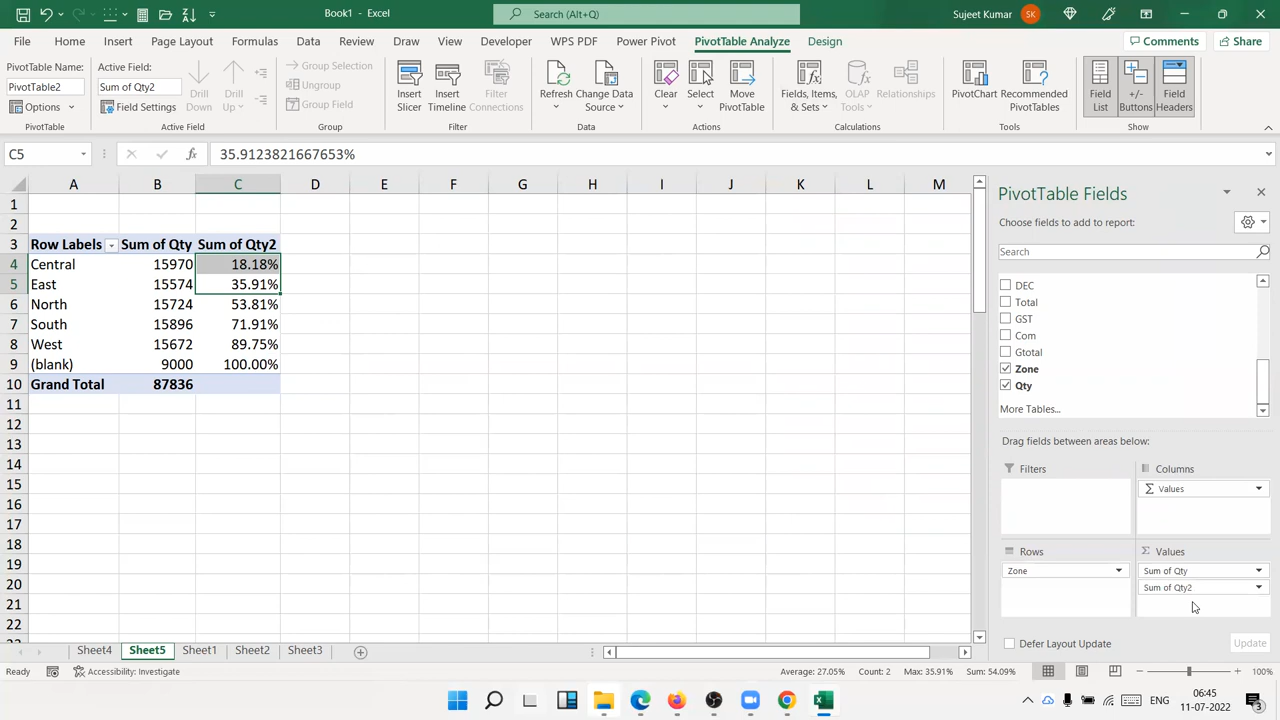 Book1 - Excel
Search (Alt+Q)
Sujeet Kumar
SK
File Home Insert Page Layout Formulas Data Review View Draw Developer WPS PDF Power Pivot PivotTable Analyze Design
Comments
Share
PivotTable Name:
PivotTable2
Options
PivotTable
Active Field:
Sum of Qty2
Field Settings
Drill Down
Drill Up
Active Field
Group Selection
Ungroup
Group Field
Group
Insert Slicer
Insert Timeline
Filter Connections
Filter
Refresh
Change Data Source
Data
Clear
Select
Move PivotTable
Actions
Fields, Items, & Sets
OLAP Tools
Relationships
Calculations
PivotChart
Recommended PivotTables
Tools
Field List
+/- Buttons
Field Headers
Show
C5
fx
35.9123821667653%
A B C D E F G H I J K L M
1
2
3 Row Labels Sum of Qty Sum of Qty2
4 Central 15970 18.18%
5 East 15574 35.91%
6 North 15724 53.81%
7 South 15896 71.91%
8 West 15672 89.75%
9 (blank) 9000 100.00%
10 Grand Total 87836
11
12
13
14
15
16
17
18
19
20
21
22
PivotTable Fields
Choose fields to add to report:
Search
DEC
Total
GST
Com
Gtotal
Zone
Qty
More Tables...
Drag fields between areas below:
Filters
Columns
Σ Values
Rows
Zone
Σ Values
Sum of Qty
Sum of Qty2
Defer Layout Update
Update
Sheet4 Sheet5 Sheet1 Sheet2 Sheet3
Ready
Accessibility: Investigate
Average: 27.05% Count: 2 Max: 35.91% Sum: 54.09%
100%
ENG
06:45
11-07-2022
3